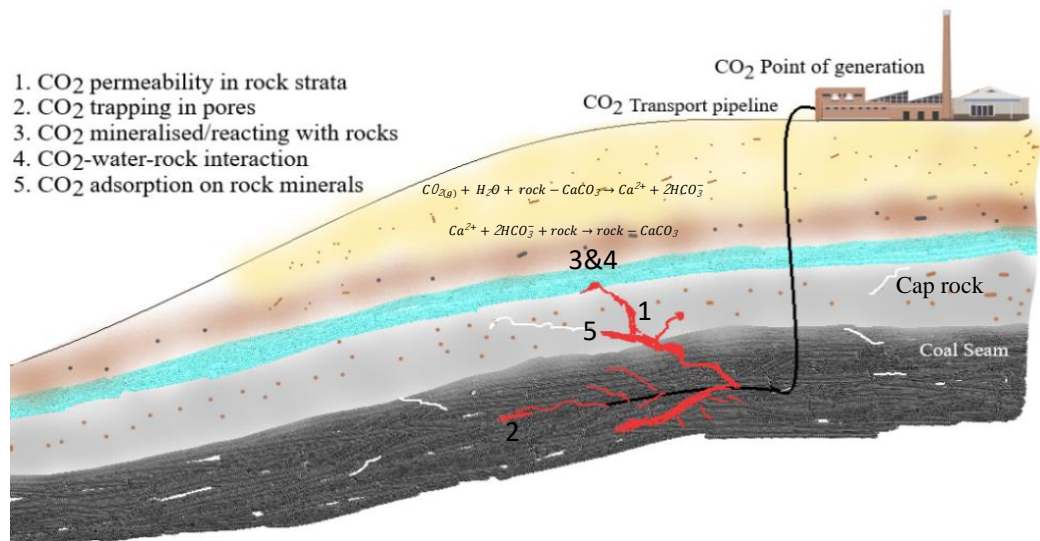 1. CO2 permeability in rock strata
2. CO2 trapping in pores
3. CO2 mineralised/reacting with rocks
4. CO2-water-rock interaction
5. CO2 adsorption on rock minerals
CO2 Point of generation
CO2 Transport pipeline
CO2(g) + H2O + rock − CaCO3 → Ca2+ + 2HCO3−
Ca2+ + 2HCO3− + rock → rock − CaCO3
3&4
Cap rock
1
5
Coal Seam
2